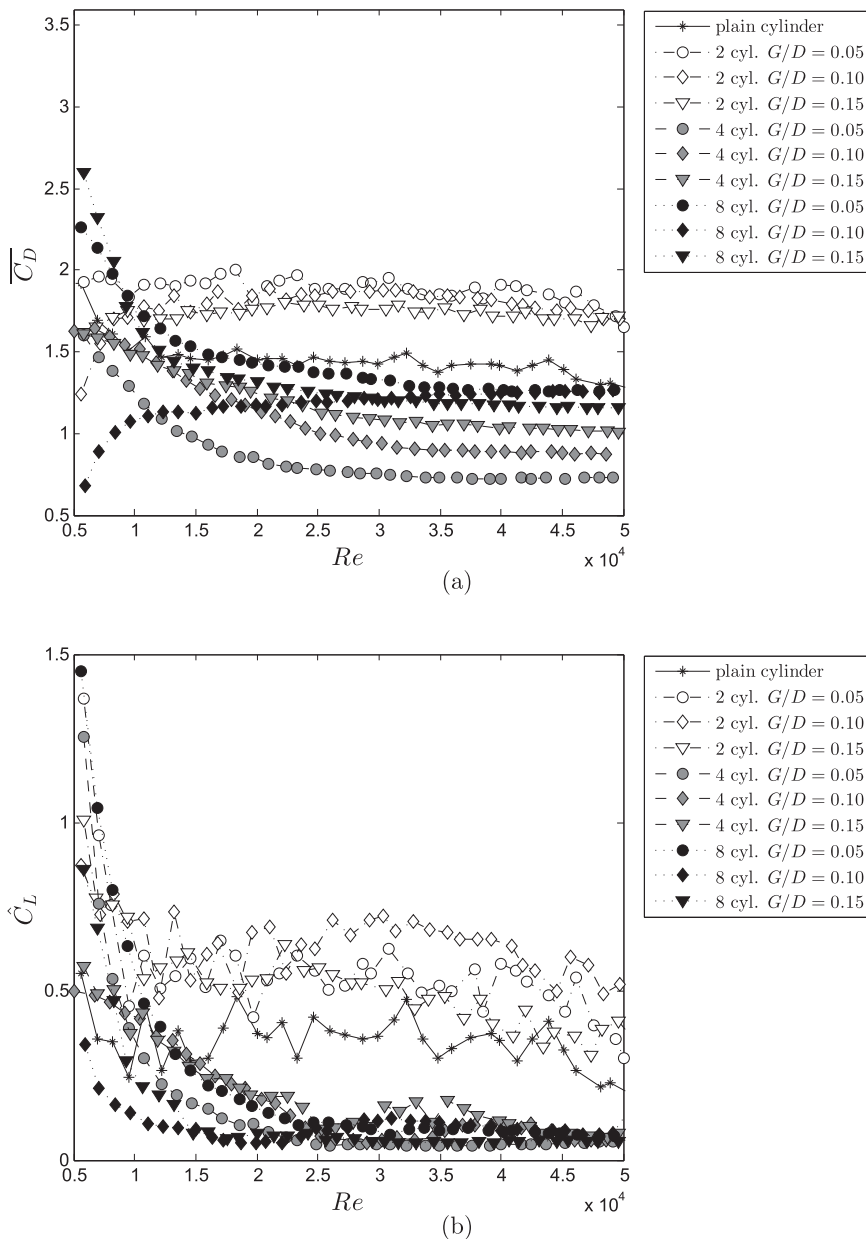 3.5
3
2.5
2
1.5
1
0.5
0.5 1 1.5 2 2.5 3 3.5 4 4.5 5
x 10⁴
C̅_D
Re
(a)
plain cylinder
2 cyl. G/D = 0.05
2 cyl. G/D = 0.10
2 cyl. G/D = 0.15
4 cyl. G/D = 0.05
4 cyl. G/D = 0.10
4 cyl. G/D = 0.15
8 cyl. G/D = 0.05
8 cyl. G/D = 0.10
8 cyl. G/D = 0.15
1.5
1
0.5
0
0.5 1 1.5 2 2.5 3 3.5 4 4.5 5
x 10⁴
Ĉ_L
Re
(b)
plain cylinder
2 cyl. G/D = 0.05
2 cyl. G/D = 0.10
2 cyl. G/D = 0.15
4 cyl. G/D = 0.05
4 cyl. G/D = 0.10
4 cyl. G/D = 0.15
8 cyl. G/D = 0.05
8 cyl. G/D = 0.10
8 cyl. G/D = 0.15